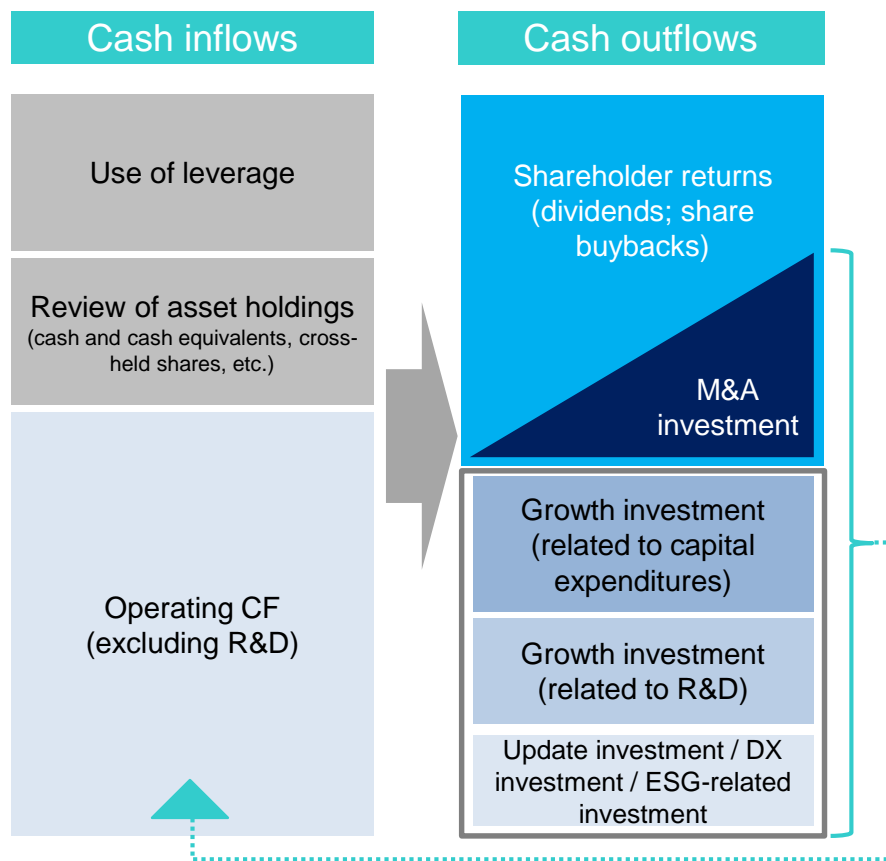 Cash inflows
Use of leverage
Review of asset holdings
(cash and cash equivalents, cross-
held shares, etc.)
Operating CF
(excluding R&D)
Cash outflows
Shareholder returns
(dividends; share
buybacks)
M&A
investment
Growth investment
(related to capital
expenditures)
Growth investment
(related to R&D)
Update investment / DX
investment / ESG-related
investment